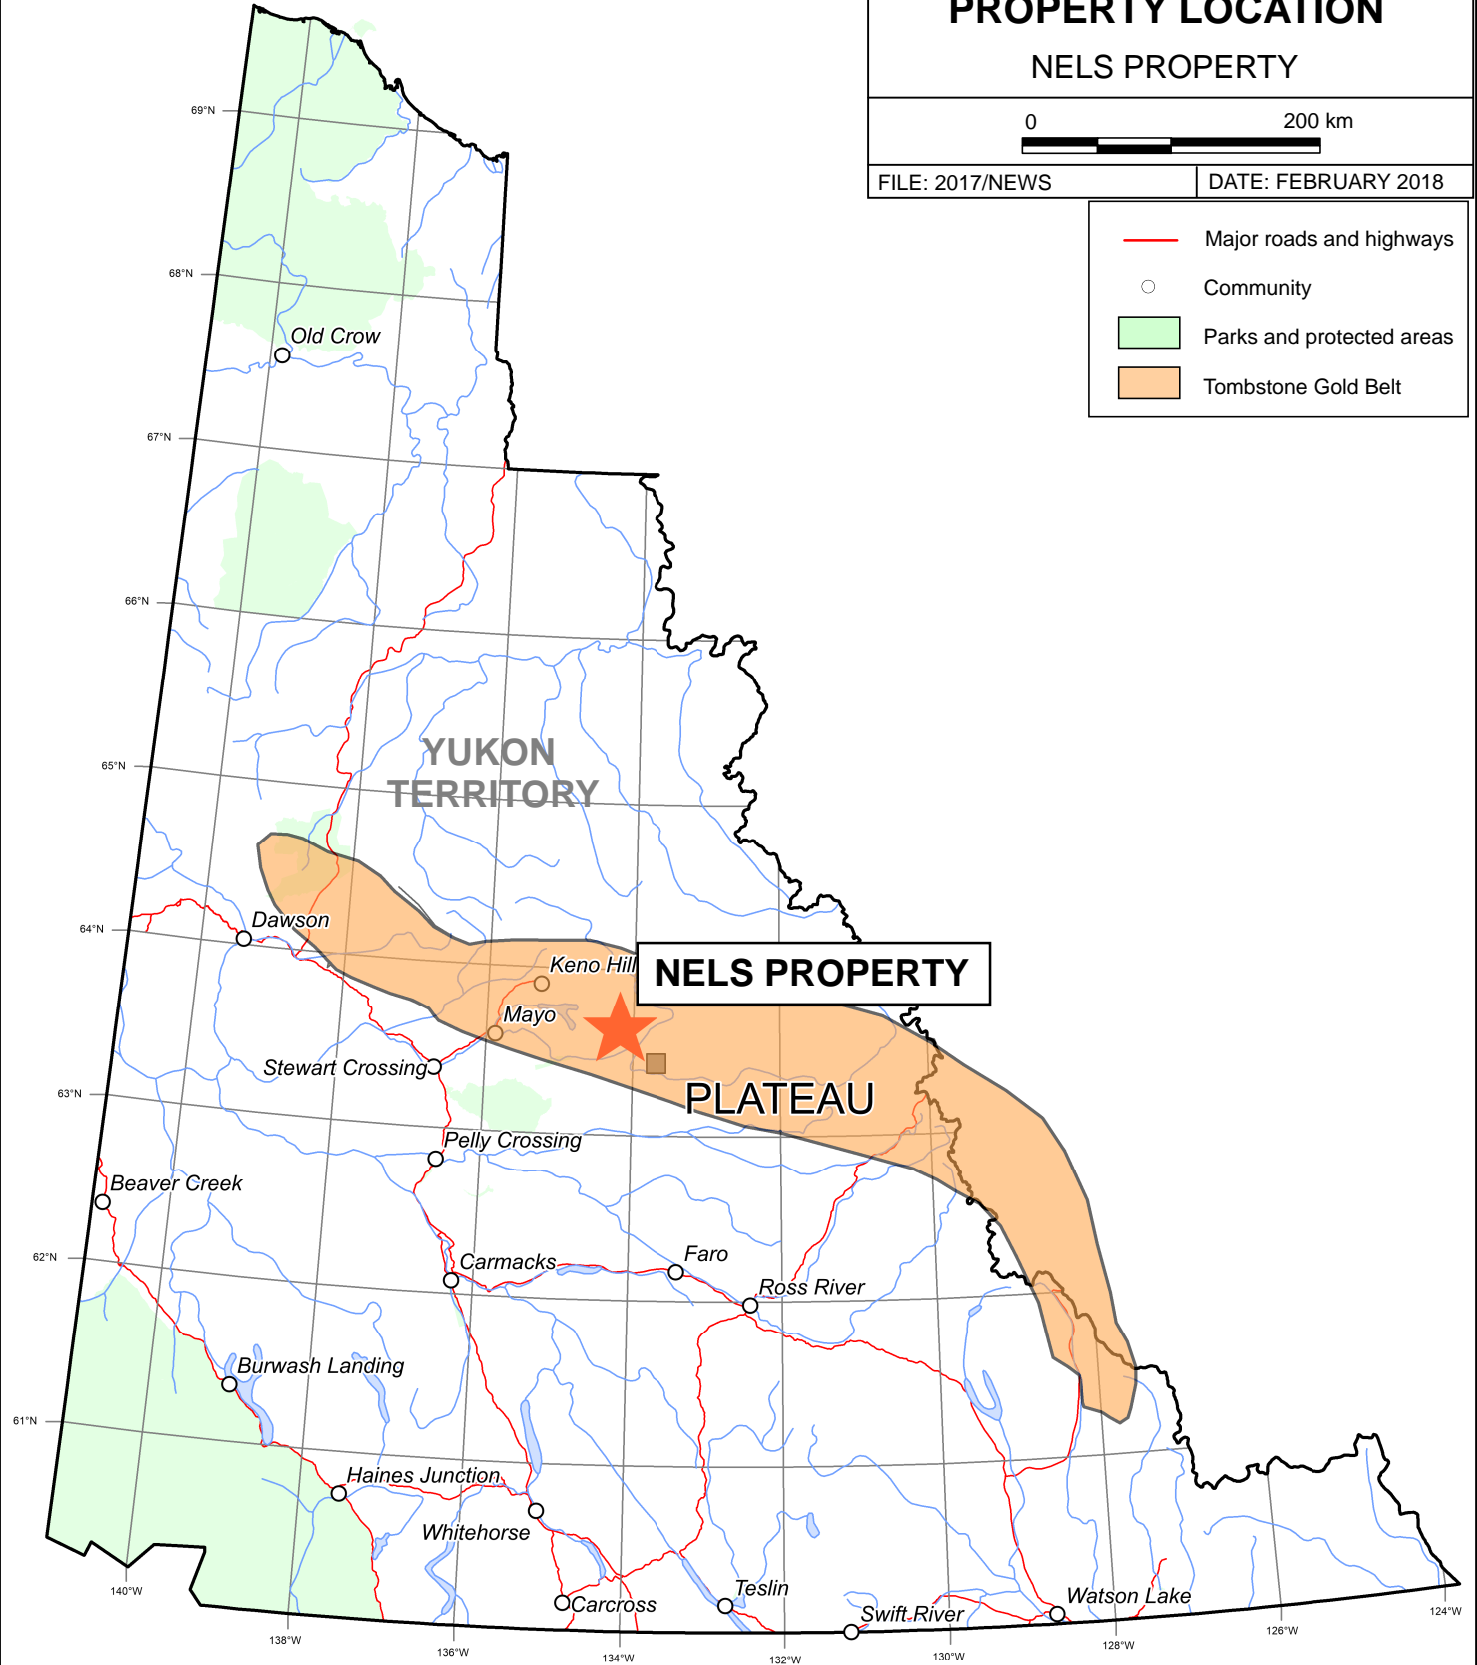 PROPERTY LOCATION
NELS PROPERTY
0 200 km
FILE: 2017/NEWS DATE: FEBRUARY 2018
Major roads and highways
Community
Parks and protected areas
Tombstone Gold Belt
69°N
68°N
Old Crow
67°N
66°N
YUKON
TERRITORY
65°N
Dawson
64°N
Keno Hill
NELS PROPERTY
Mayo
Stewart Crossing
63°N
PLATEAU
Pelly Crossing
Beaver Creek
62°N
Carmacks
Faro
Ross River
Burwash Landing
61°N
Haines Junction
Whitehorse
140°W
Teslin
Carcross
Watson Lake
Swift River
124°W
138°W
136°W
134°W
132°W
130°W
128°W
126°W